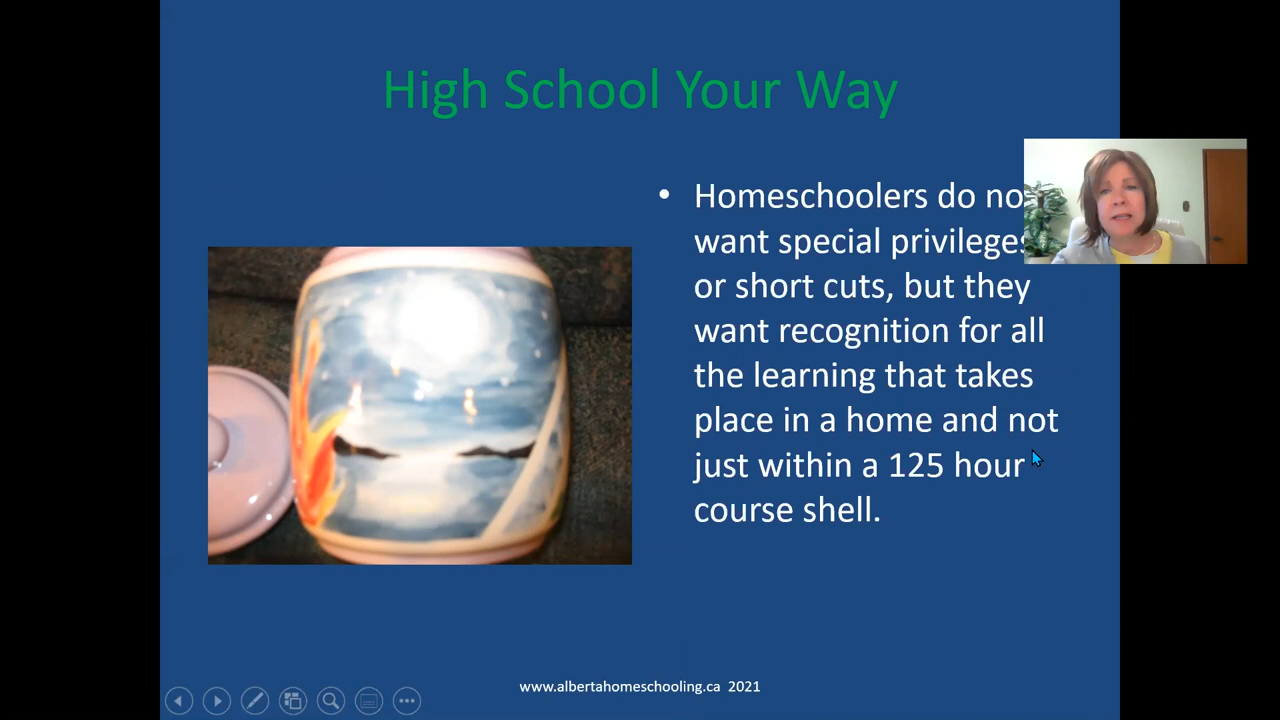 High School Your Way
• Homeschoolers do no
want special privileges
or short cuts, but they
want recognition for all
the learning that takes
place in a home and not
just within a 125 hour
course shell.
www.albertahomeschooling.ca 2021